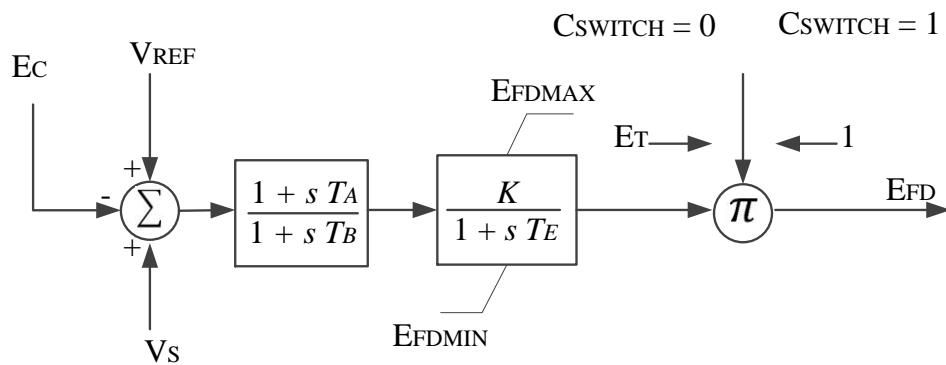 CSWITCH = 0
CSWITCH = 1
VREF
EC
EFDMAX
ET
1
+
-
Σ
+
1 + s TA
1 + s TB
K
1 + s TE
π
EFD
EFDMIN
VS